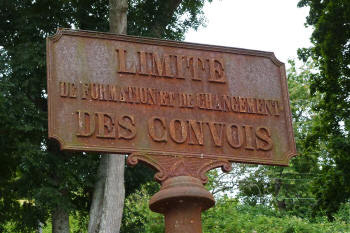 LIMITE
DE FORMATION ET DE CHANGEMENT
DES CONVOIS